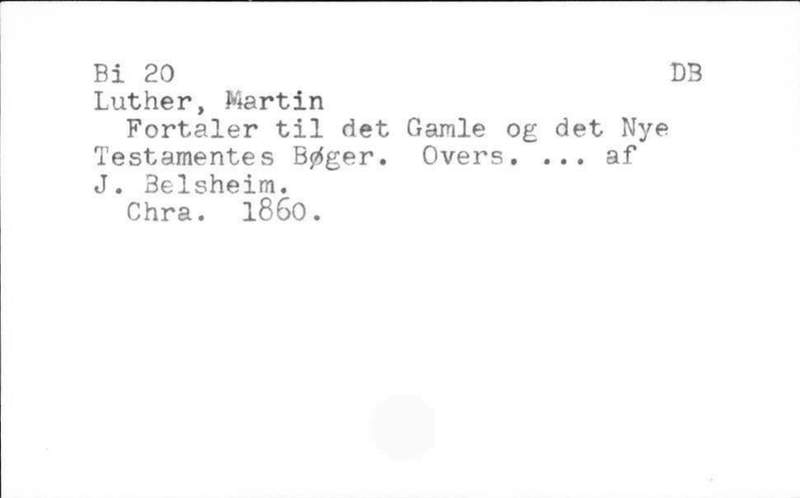 Bi 20 DB
Luther, Martin
Fortaler til det Gamle og det Nye
Testamentes Bøger. Overs. ... af
J. Belsheim.
Chra. 1860.